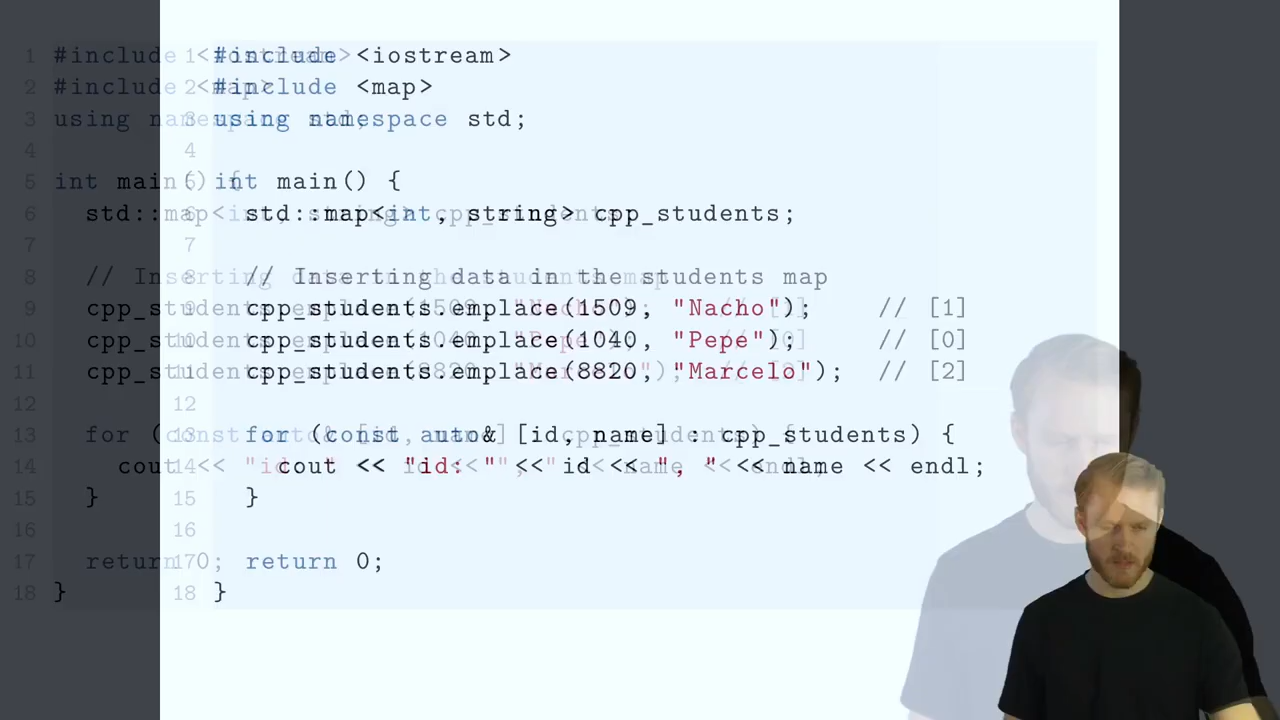 1 #include <iostream>
2 #include <map>
3 using namespace std;
4
5 int main() {
6 std::map<int, string> cpp_students;
7
8 // Inserting data in the students map
9 cpp_students.emplace(1509, "Nacho"); // [1]
10 cpp_students.emplace(1040, "Pepe"); // [0]
11 cpp_students.emplace(8820, "Marcelo"); // [2]
12
13 for (const auto& [id, name] : cpp_students) {
14 cout << "id: " << id << ", " << name << endl;
15 }
16
17 return 0;
18 }